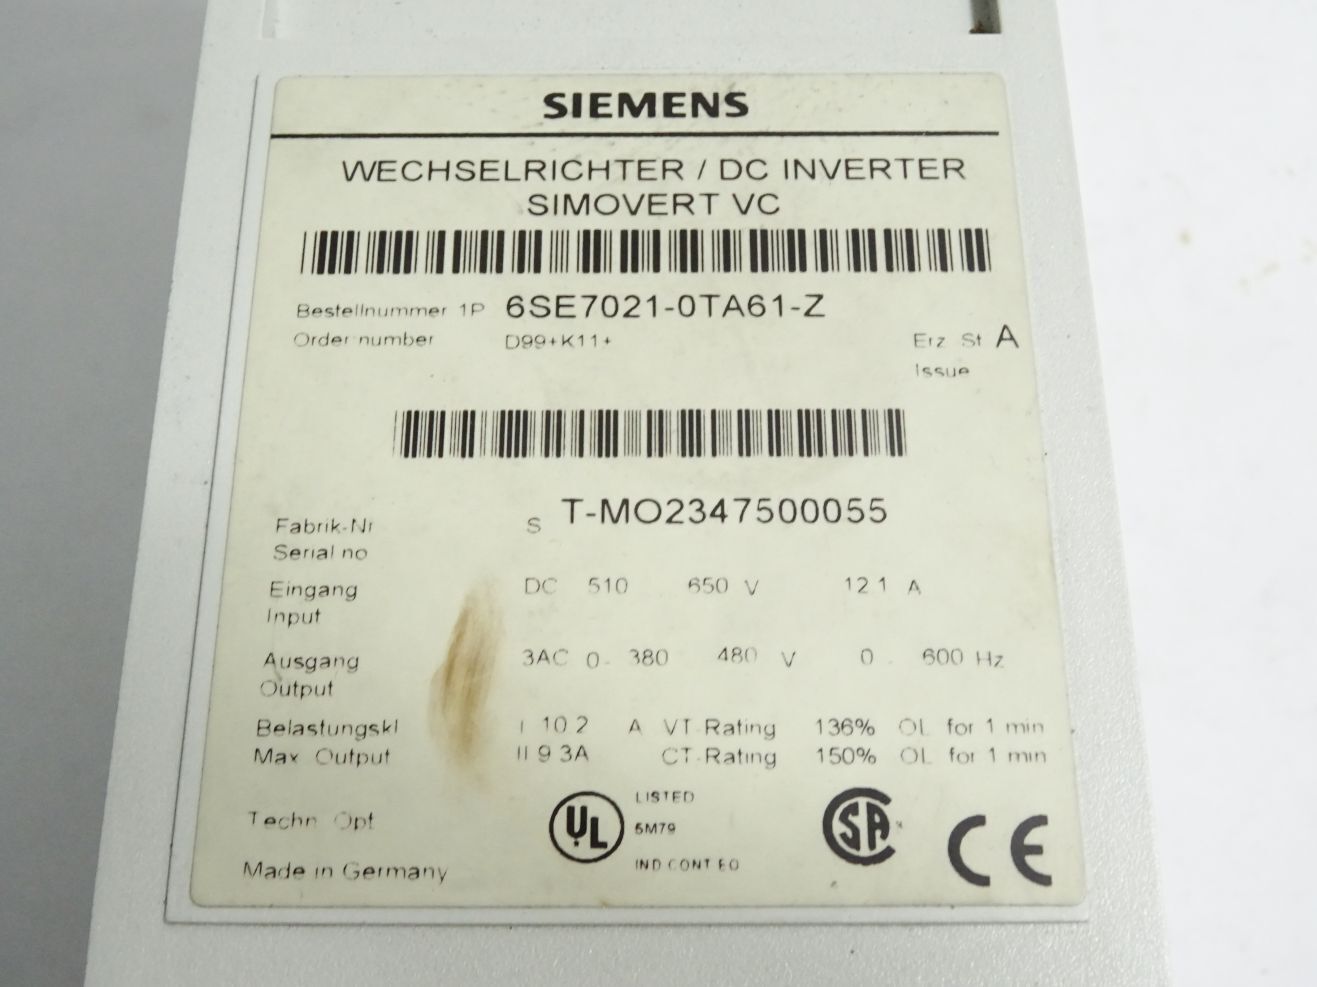 SIEMENS
WECHSELRICHTER / DC INVERTER
SIMOVERT VC
Bestellnummer 1P 6SE7021-0TA61-Z
Order number D99+K11+
Erz St A
Issue
Fabrik-Nr S T-MO2347500055
Serial no
Eingang DC 510 650 V 12 1 A
Input
Ausgang 3AC 0- 380 480 V 0 - 600 Hz
Output
Belastungskl I 10 2 A VT-Rating 136% OL for 1 min
Max Output II 9 3A CT-Rating 150% OL for 1 min
Techn Opt
UL LISTED
5M79
IND CONT EQ
SA CE
Made in Germany